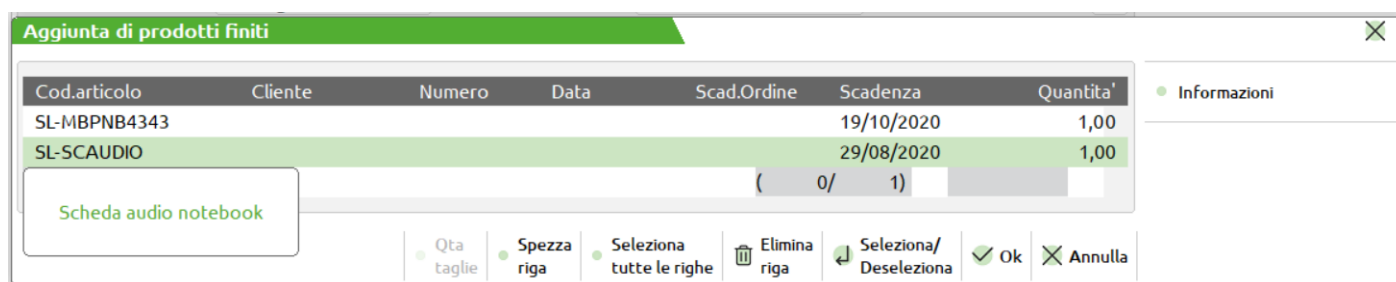 Aggiunta di prodotti finiti
Cod.articolo Cliente Numero Data Scad.Ordine Scadenza Quantita'
SL-MBPNB4343 19/10/2020 1,00
SL-SCAUDIO 29/08/2020 1,00
( 0/ 1)
Scheda audio notebook
Informazioni
Qta taglie
Spezza riga
Seleziona tutte le righe
Elimina riga
Seleziona/ Deseleziona
Ok
Annulla